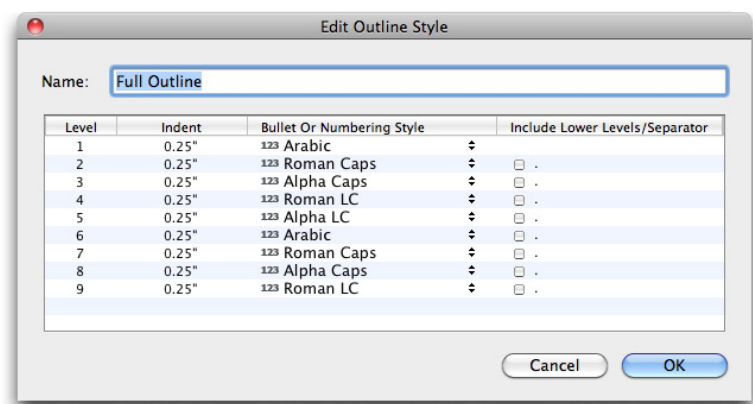 Edit Outline Style
Name: Full Outline
Level Indent Bullet Or Numbering Style Include Lower Levels/Separator
1 0.25" 123 Arabic
2 0.25" 123 Roman Caps .
3 0.25" 123 Alpha Caps .
4 0.25" 123 Roman LC .
5 0.25" 123 Alpha LC .
6 0.25" 123 Arabic .
7 0.25" 123 Roman Caps .
8 0.25" 123 Alpha Caps .
9 0.25" 123 Roman LC .
Cancel OK